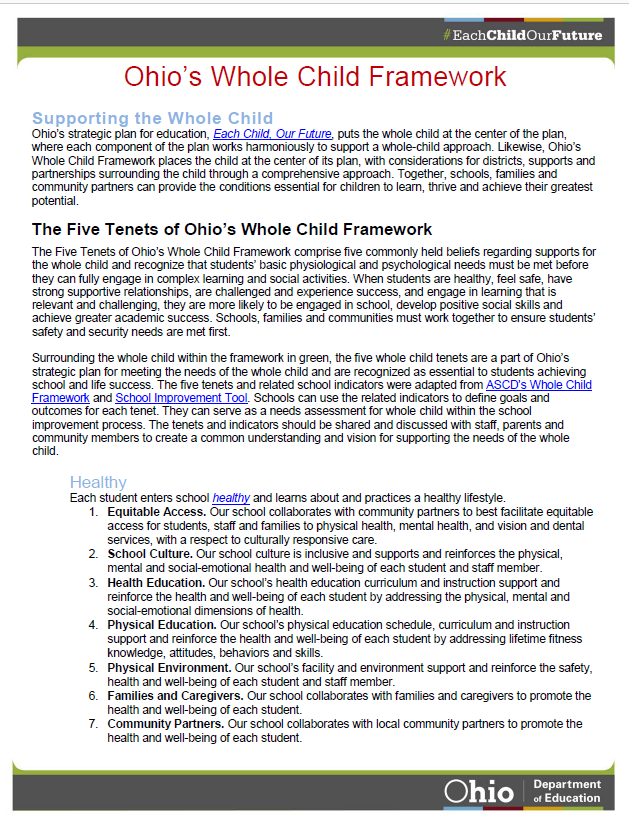 #EachChildOurFuture
Ohio's Whole Child Framework
Supporting the Whole Child
Ohio's strategic plan for education, Each Child, Our Future, puts the whole child at the center of the plan,
where each component of the plan works harmoniously to support a whole-child approach. Likewise, Ohio's
Whole Child Framework places the child at the center of its plan, with considerations for districts, supports and
partnerships surrounding the child through a comprehensive approach. Together, schools, families and
community partners can provide the conditions essential for children to learn, thrive and achieve their greatest
potential.
The Five Tenets of Ohio's Whole Child Framework
The Five Tenets of Ohio's Whole Child Framework comprise five commonly held beliefs regarding supports for
the whole child and recognize that students' basic physiological and psychological needs must be met before
they can fully engage in complex learning and social activities. When students are healthy, feel safe, have
strong supportive relationships, are challenged and experience success, and engage in learning that is
relevant and challenging, they are more likely to be engaged in school, develop positive social skills and
achieve greater academic success. Schools, families and communities must work together to ensure students'
safety and security needs are met first.
Surrounding the whole child within the framework in green, the five whole child tenets are a part of Ohio's
strategic plan for meeting the needs of the whole child and are recognized as essential to students achieving
school and life success. The five tenets and related school indicators were adapted from ASCD's Whole Child
Framework and School Improvement Tool. Schools can use the related indicators to define goals and
outcomes for each tenet. They can serve as a needs assessment for whole child within the school
improvement process. The tenets and indicators should be shared and discussed with staff, parents and
community members to create a common understanding and vision for supporting the needs of the whole
child.
Healthy
Each student enters school healthy and learns about and practices a healthy lifestyle.
1. Equitable Access. Our school collaborates with community partners to best facilitate equitable
access for students, staff and families to physical health, mental health, and vision and dental
services, with a respect to culturally responsive care.
2. School Culture. Our school culture is inclusive and supports and reinforces the physical,
mental and social-emotional health and well-being of each student and staff member.
3. Health Education. Our school's health education curriculum and instruction support and
reinforce the health and well-being of each student by addressing the physical, mental and
social-emotional dimensions of health.
4. Physical Education. Our school's physical education schedule, curriculum and instruction
support and reinforce the health and well-being of each student by addressing lifetime fitness
knowledge, attitudes, behaviors and skills.
5. Physical Environment. Our school's facility and environment support and reinforce the safety,
health and well-being of each student and staff member.
6. Families and Caregivers. Our school collaborates with families and caregivers to promote the
health and well-being of each student.
7. Community Partners. Our school collaborates with local community partners to promote the
health and well-being of each student.
Ohio Department
of Education